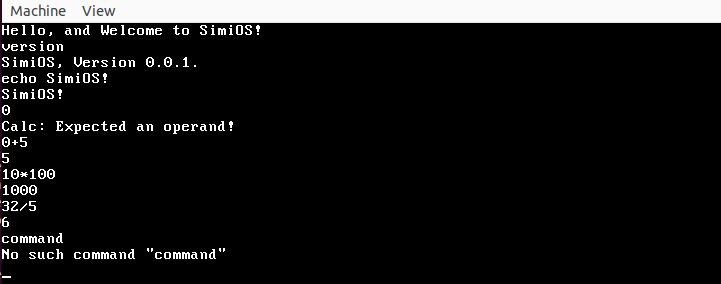 Machine View
Hello, and Welcome to SimiOS!
version
SimiOS, Version 0.0.1.
echo SimiOS!
SimiOS!
0
Calc: Expected an operand!
0+5
5
10*100
1000
32/5
6
command
No such command "command"
_